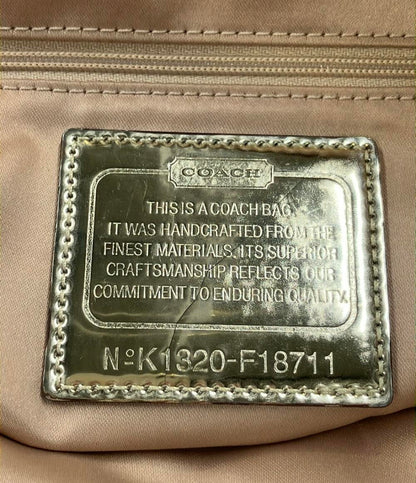 COACH
THIS IS A COACH BAG.
IT WAS HANDCRAFTED FROM THE
FINEST MATERIALS. ITS SUPERIOR
CRAFTSMANSHIP REFLECTS OUR
COMMITMENT TO ENDURING QUALITY.
Nº K1320-F18711